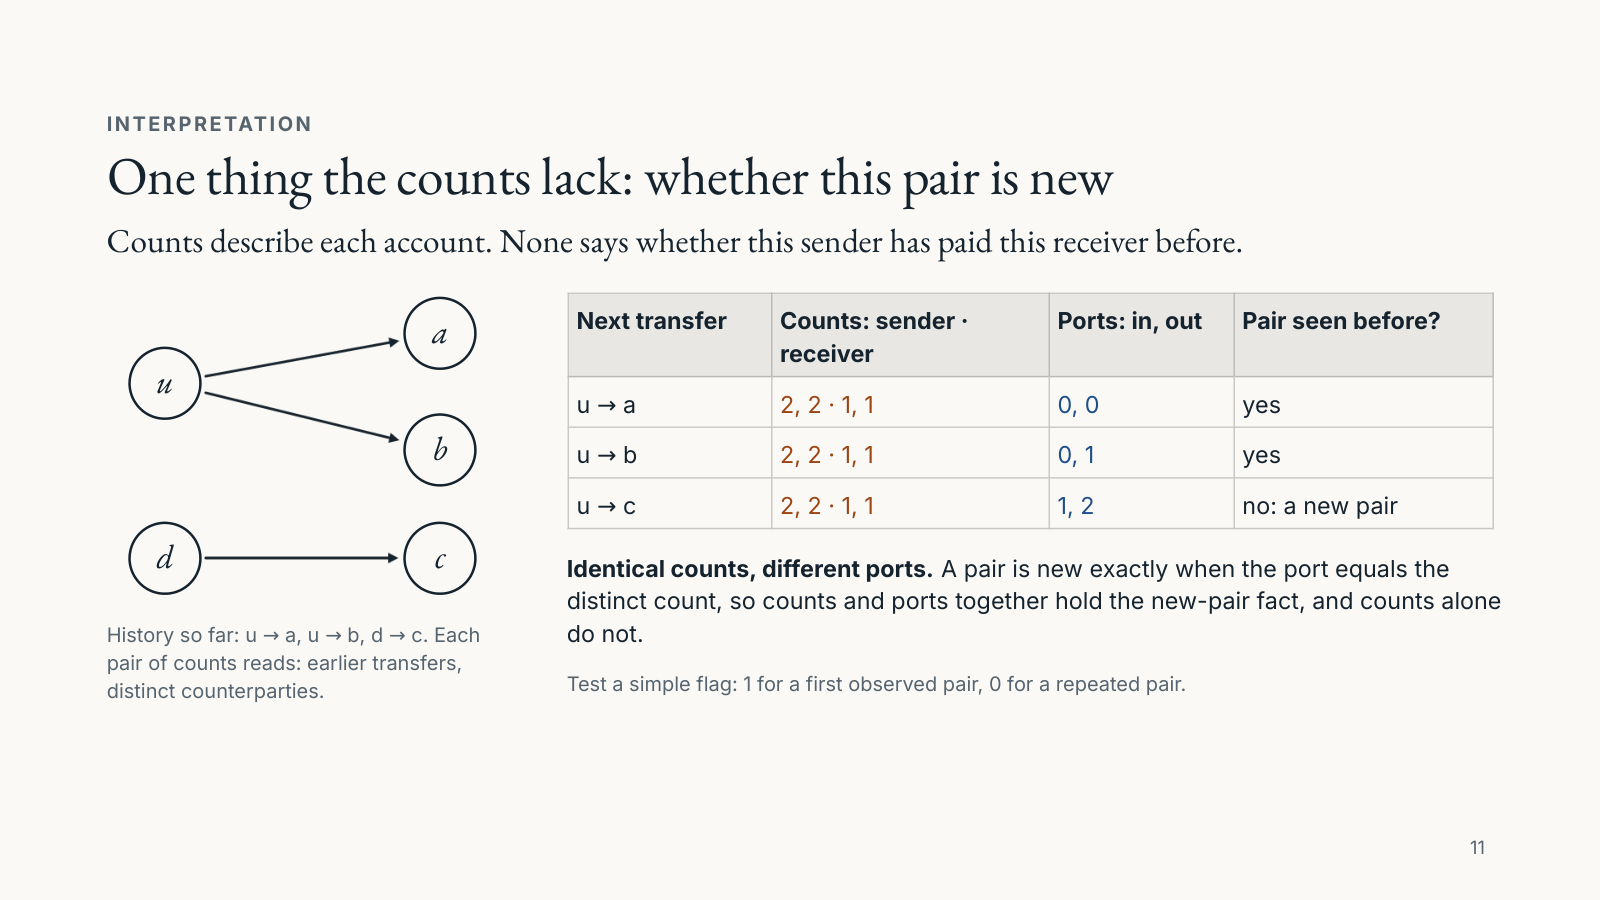 INTERPRETATION
One thing the counts lack: whether this pair is new
Counts describe each account. None says whether this sender has paid this receiver before.
u
a
b
d
c
History so far: u → a, u → b, d → c. Each
pair of counts reads: earlier transfers,
distinct counterparties.
Next transfer
Counts: sender ·
receiver
Ports: in, out
Pair seen before?
u → a
2, 2 · 1, 1
0, 0
yes
u → b
2, 2 · 1, 1
0, 1
yes
u → c
2, 2 · 1, 1
1, 2
no: a new pair
Identical counts, different ports. A pair is new exactly when the port equals the
distinct count, so counts and ports together hold the new-pair fact, and counts alone
do not.
Test a simple flag: 1 for a first observed pair, 0 for a repeated pair.
11